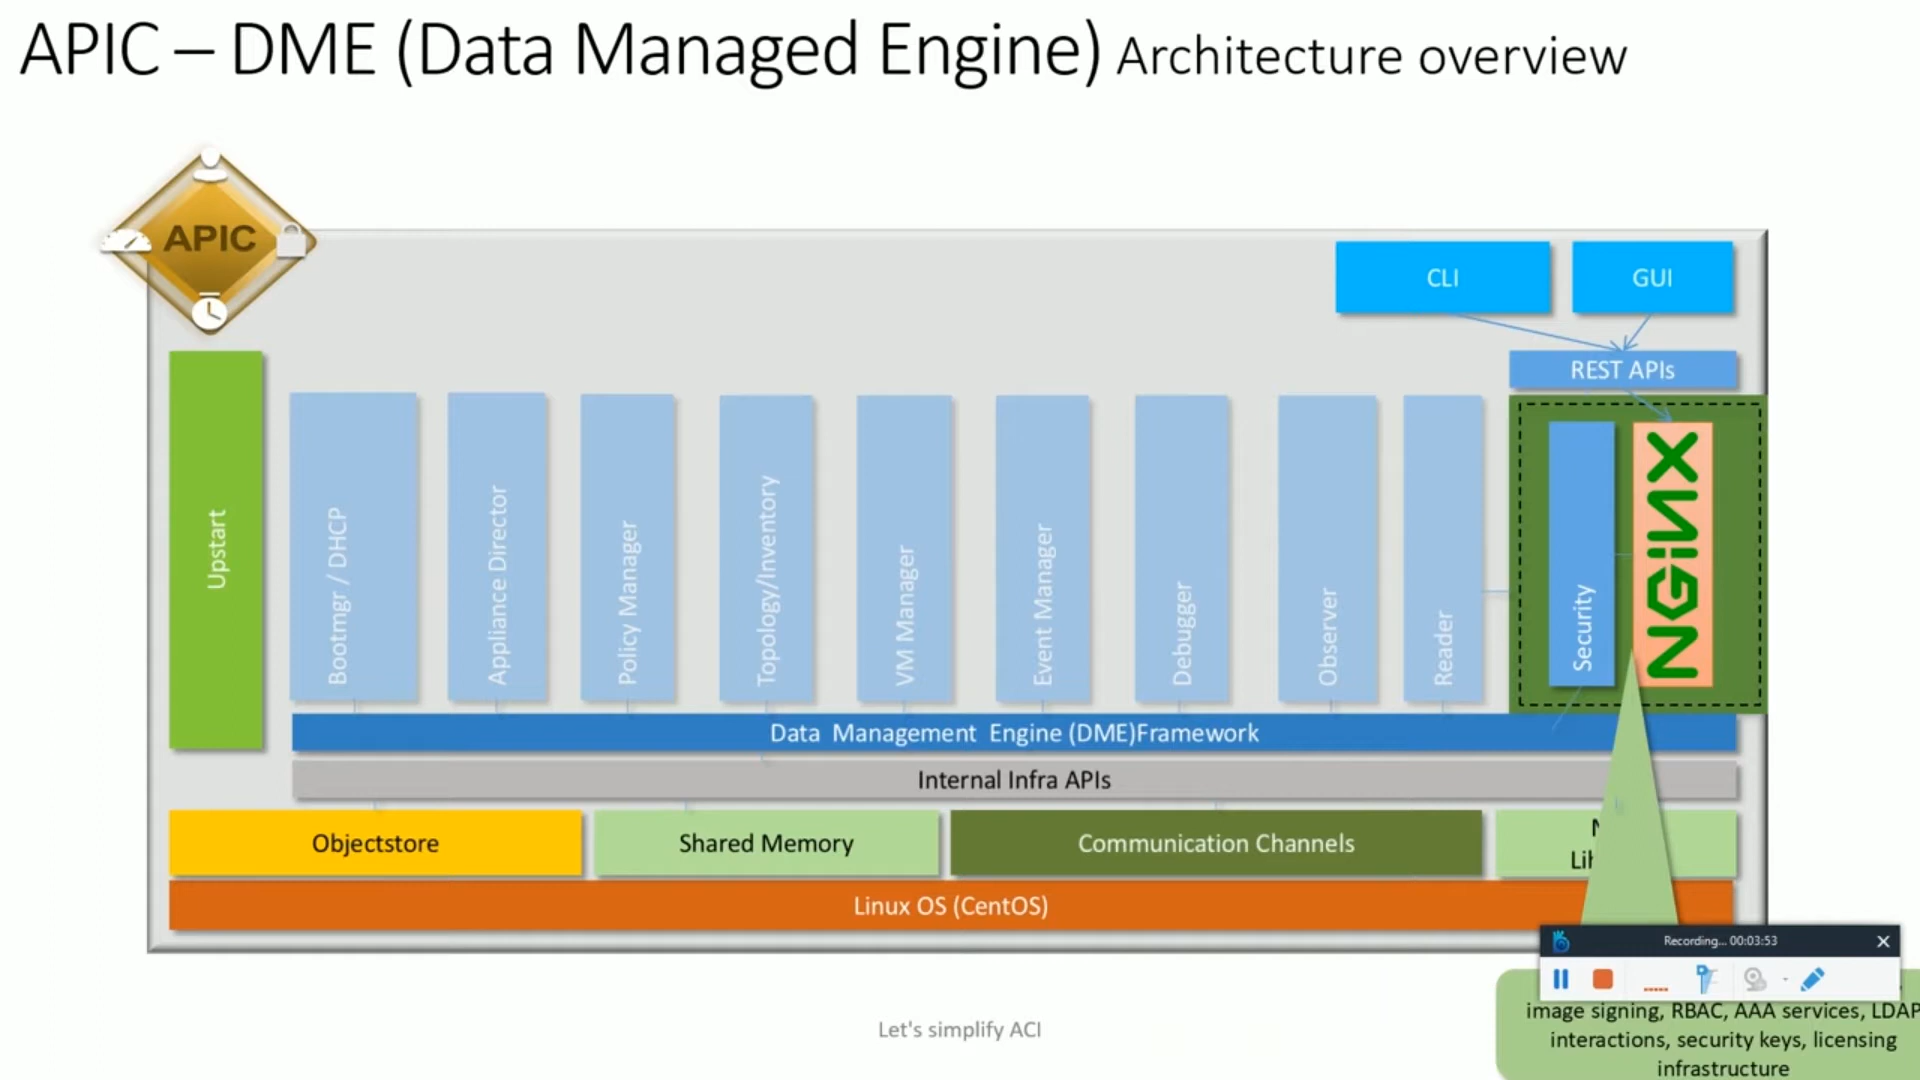 APIC – DME (Data Managed Engine) Architecture overview
APIC
CLI
GUI
REST APIs
Upstart
Bootmgr / DHCP
Appliance Director
Policy Manager
Topology/Inventory
VM Manager
Event Manager
Debugger
Observer
Reader
Security
NGINX
Data Management Engine (DME)Framework
Internal Infra APIs
Objectstore
Shared Memory
Communication Channels
Linux OS (CentOS)
Recording... 00:03:53
image signing, RBAC, AAA services, LDAP
interactions, security keys, licensing
infrastructure
Let's simplify ACI